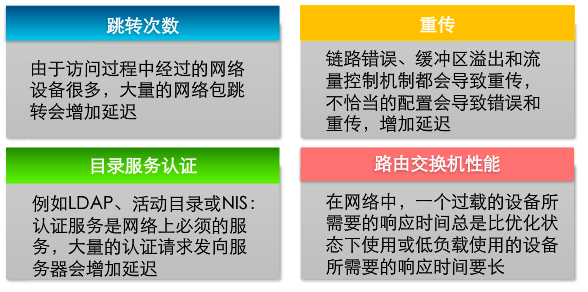 跳转次数
由于访问过程中经过的网络
设备很多，大量的网络包跳
转会增加延迟
重传
链路错误、缓冲区溢出和流
量控制机制都会导致重传，
不恰当的配置会导致错误和
重传，增加延迟
目录服务认证
例如LDAP、活动目录或NIS：
认证服务是网络上必须的服
务，大量的认证请求发向服
务器会增加延迟
路由交换机性能
在网络中，一个过载的设备所
需要的响应时间总是比优化状
态下使用或低负载使用的设备
所需要的响应时间要长